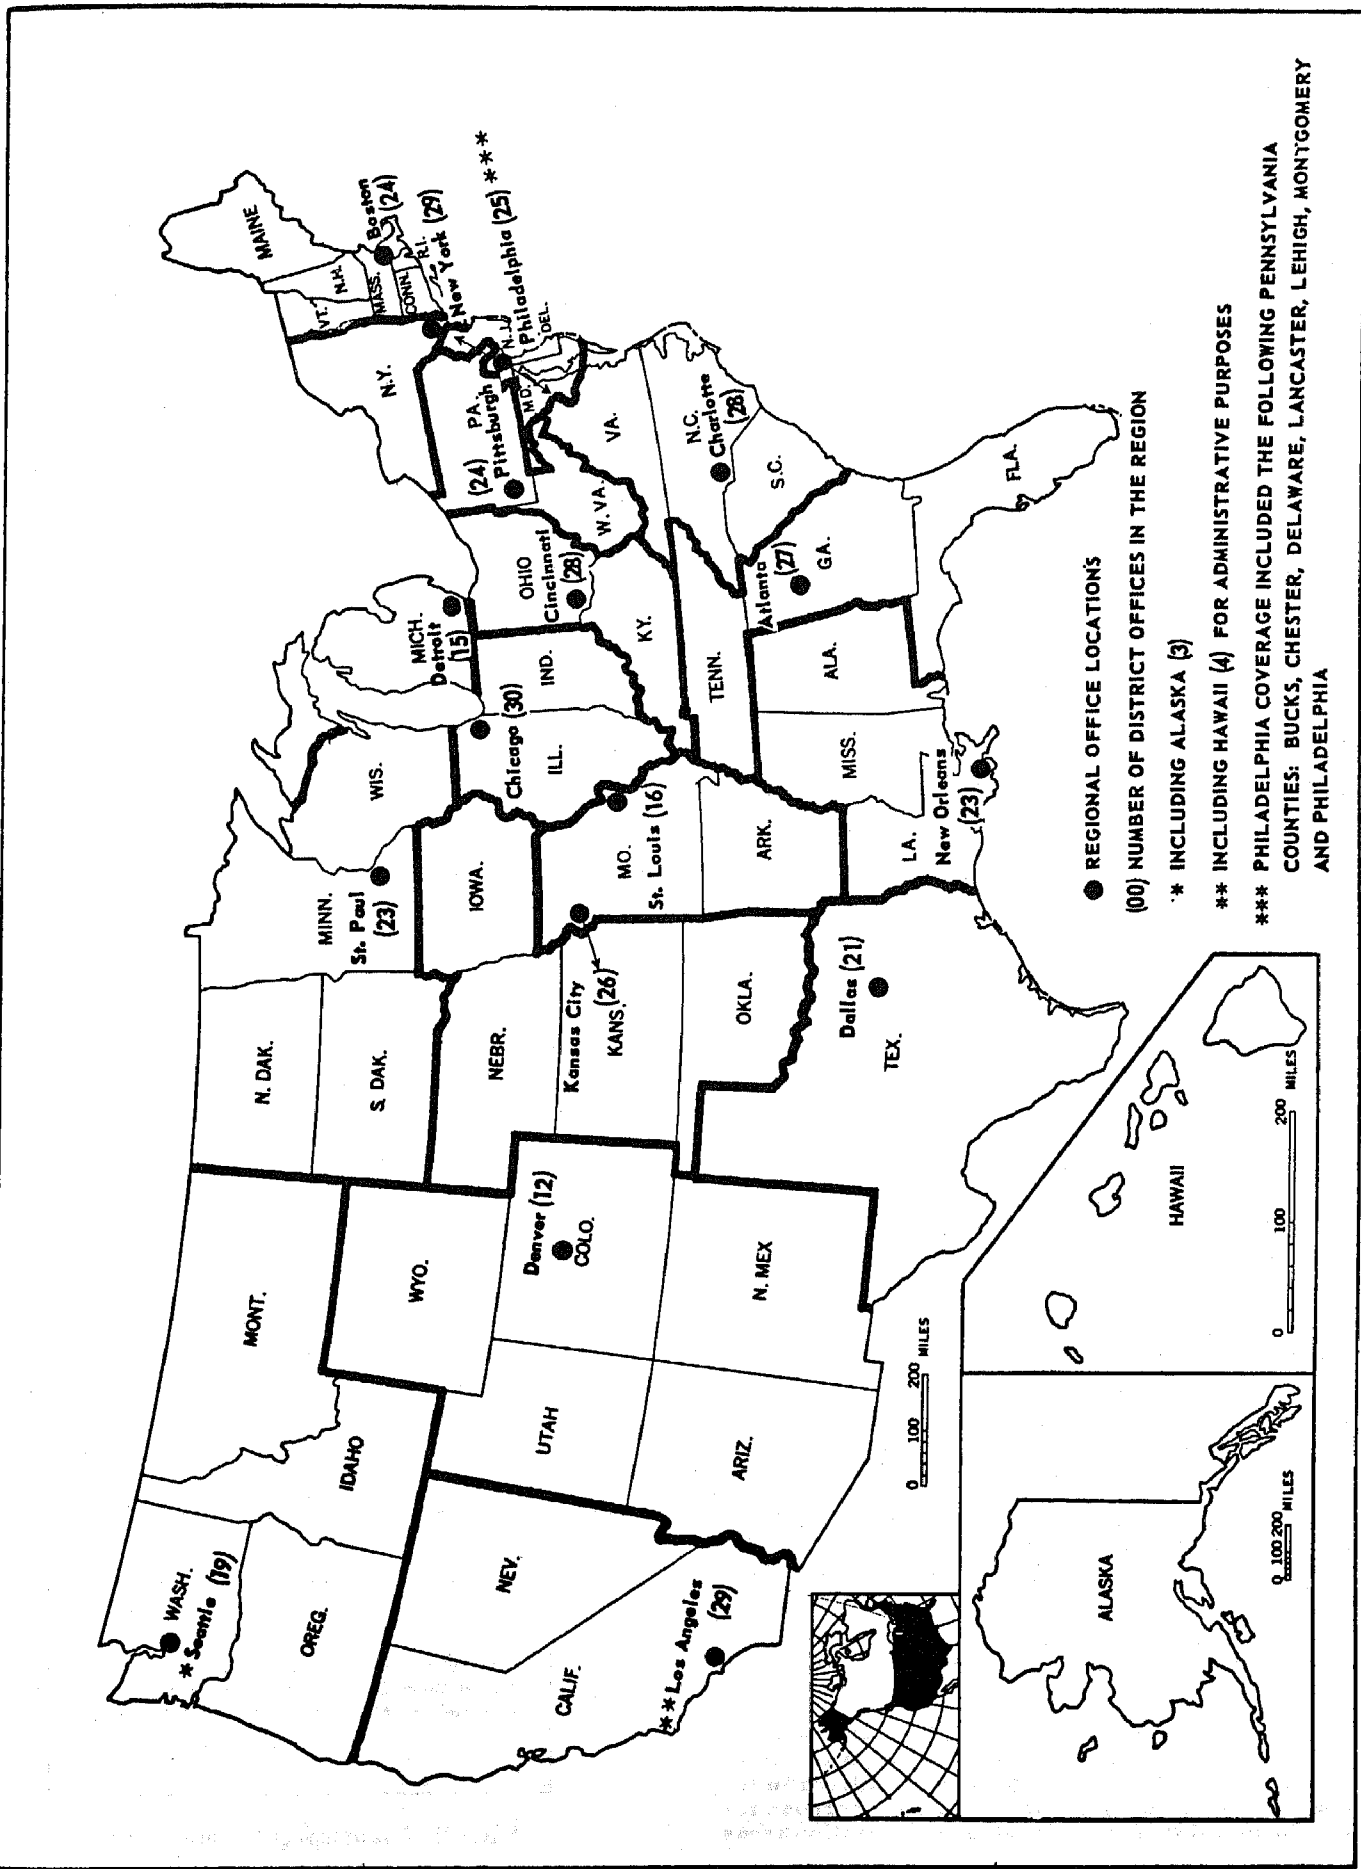 MAINE
VT.
N.H.
Boston
(24)
MASS.
CONN.
R.I.
New York (29)
N.Y.
N.J.
Philadelphia (25) ***
PA.
(24)
Pittsburgh
MD.
DEL.
WASH.
* Seattle (19)
OREG.
IDAHO
MONT.
N. DAK.
S. DAK.
MINN.
St. Paul
(23)
WIS.
MICH.
Detroit
(15)
WYO.
NEBR.
IOWA.
Chicago (30)
ILL.
IND.
OHIO
Cincinnati
(28)
W. VA.
VA.
NEV.
UTAH
Denver (12)
COLO.
Kansas City
(26)
KANS.
MO.
St. Louis (16)
KY.
CALIF.
** Los Angeles
(29)
ARIZ.
N. MEX
OKLA.
ARK.
TENN.
N.C.
Charlotte
(28)
S.C.
Atlanta
(27)
GA.
ALA.
MISS.
LA.
New Orleans
(23)
Dallas (21)
TEX.
FLA.
0 100 200
MILES
ALASKA
0 100 200 MILES
HAWAII
0 100 200
MILES
REGIONAL OFFICE LOCATIONS
(00) NUMBER OF DISTRICT OFFICES IN THE REGION
* INCLUDING ALASKA (3)
** INCLUDING HAWAII (4) FOR ADMINISTRATIVE PURPOSES
*** PHILADELPHIA COVERAGE INCLUDED THE FOLLOWING PENNSYLVANIA
COUNTIES: BUCKS, CHESTER, DELAWARE, LANCASTER, LEHIGH, MONTGOMERY
AND PHILADELPHIA